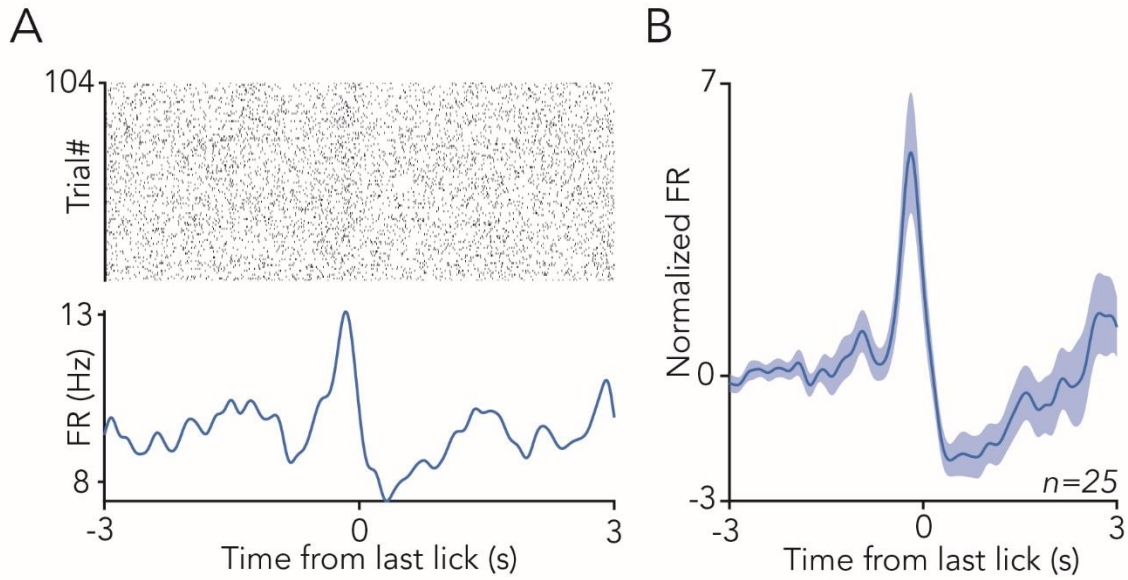 A
104
Trial#
13
FR (Hz)
8
-3
0
3
Time from last lick (s)
B
7
Normalized FR
0
n=25
-3
-3
0
3
Time from last lick (s)